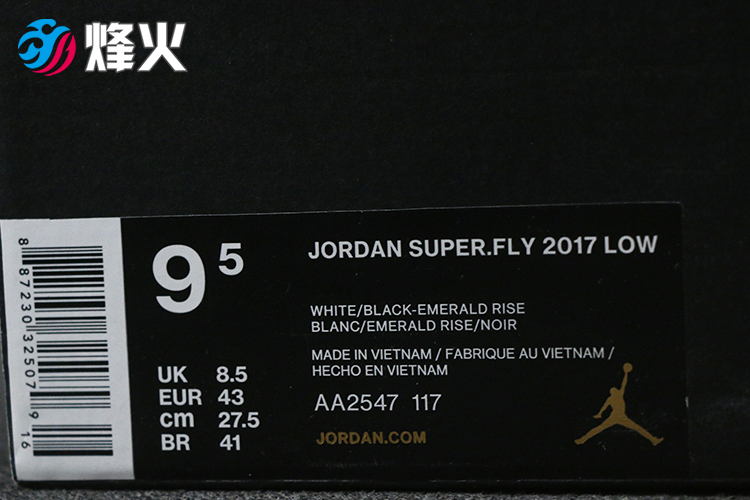 烽火
9 5
JORDAN SUPER.FLY 2017 LOW
WHITE/BLACK-EMERALD RISE
BLANC/EMERALD RISE/NOIR
MADE IN VIETNAM / FABRIQUE AU VIETNAM /
HECHO EN VIETNAM
UK 8.5
EUR 43
cm 27.5
BR 41
AA2547 117
JORDAN.COM
8 87230 32507 9 16